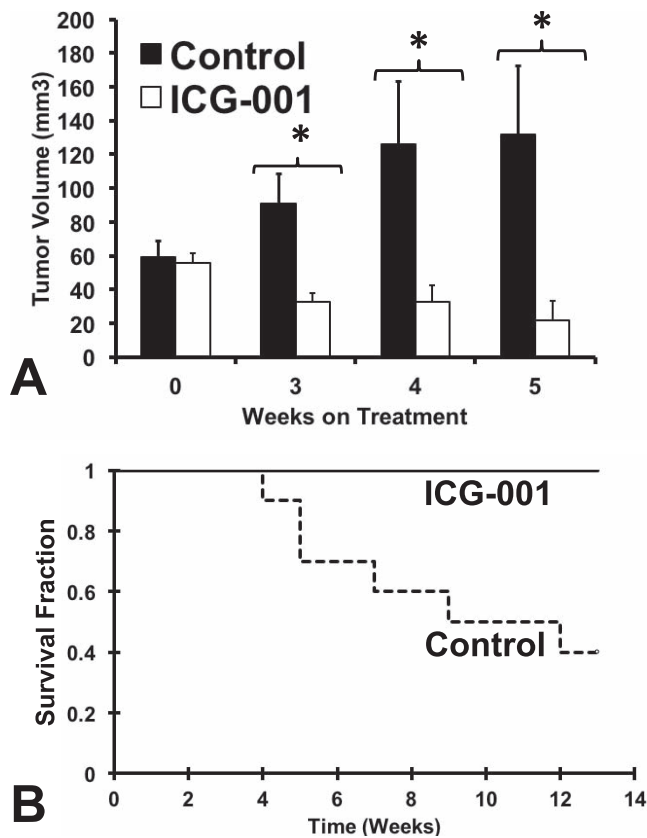 200
180
160
140
120
100
80
60
40
20
0
Tumor Volume (mm3)
Control
ICG-001
*
*
*
0 3 4 5
Weeks on Treatment
A
1
0.8
0.6
0.4
0.2
0
Survival Fraction
ICG-001
Control
0 2 4 6 8 10 12 14
Time (Weeks)
B